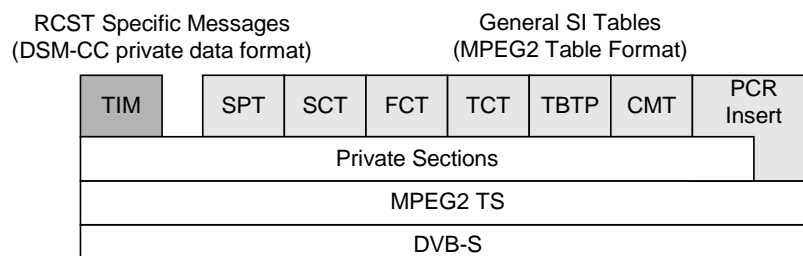 RCST Specific Messages
(DSM-CC private data format)
General SI Tables
(MPEG2 Table Format)
TIM
SPT
SCT
FCT
TCT
TBTP
CMT
PCR
Insert
Private Sections
MPEG2 TS
DVB-S